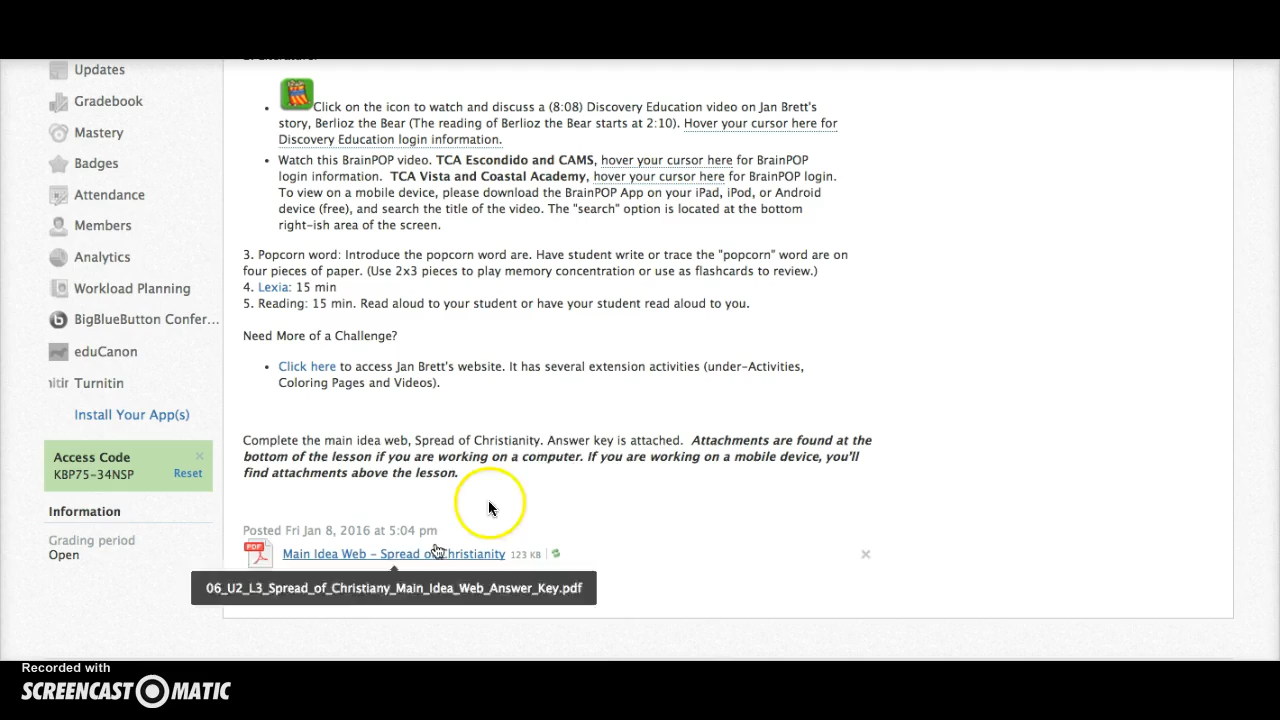 Updates
Gradebook
Mastery
Badges
Attendance
Members
Analytics
Workload Planning
BigBlueButton Confer...
eduCanon
Turnitin
Install Your App(s)
Access Code
KBP75-34NSP
Reset
Information
Grading period
Open
Click on the icon to watch and discuss a (8:08) Discovery Education video on Jan Brett's
story, Berlioz the Bear (The reading of Berlioz the Bear starts at 2:10). Hover your cursor here for
Discovery Education login information.
Watch this BrainPOP video. TCA Escondido and CAMS, hover your cursor here for BrainPOP
login information. TCA Vista and Coastal Academy, hover your cursor here for BrainPOP login.
To view on a mobile device, please download the BrainPOP App on your iPad, iPod, or Android
device (free), and search the title of the video. The "search" option is located at the bottom
right-ish area of the screen.
3. Popcorn word: Introduce the popcorn word are. Have student write or trace the "popcorn" word are on
four pieces of paper. (Use 2x3 pieces to play memory concentration or use as flashcards to review.)
4. Lexia: 15 min
5. Reading: 15 min. Read aloud to your student or have your student read aloud to you.
Need More of a Challenge?
Click here to access Jan Brett's website. It has several extension activities (under-Activities,
Coloring Pages and Videos).
Complete the main idea web, Spread of Christianity. Answer key is attached. Attachments are found at the
bottom of the lesson if you are working on a computer. If you are working on a mobile device, you'll
find attachments above the lesson.
Posted Fri Jan 8, 2016 at 5:04 pm
PDF
Main Idea Web - Spread of Christianity 123 KB
06_U2_L3_Spread_of_Christiany_Main_Idea_Web_Answer_Key.pdf
Recorded with
SCREENCAST MATIC